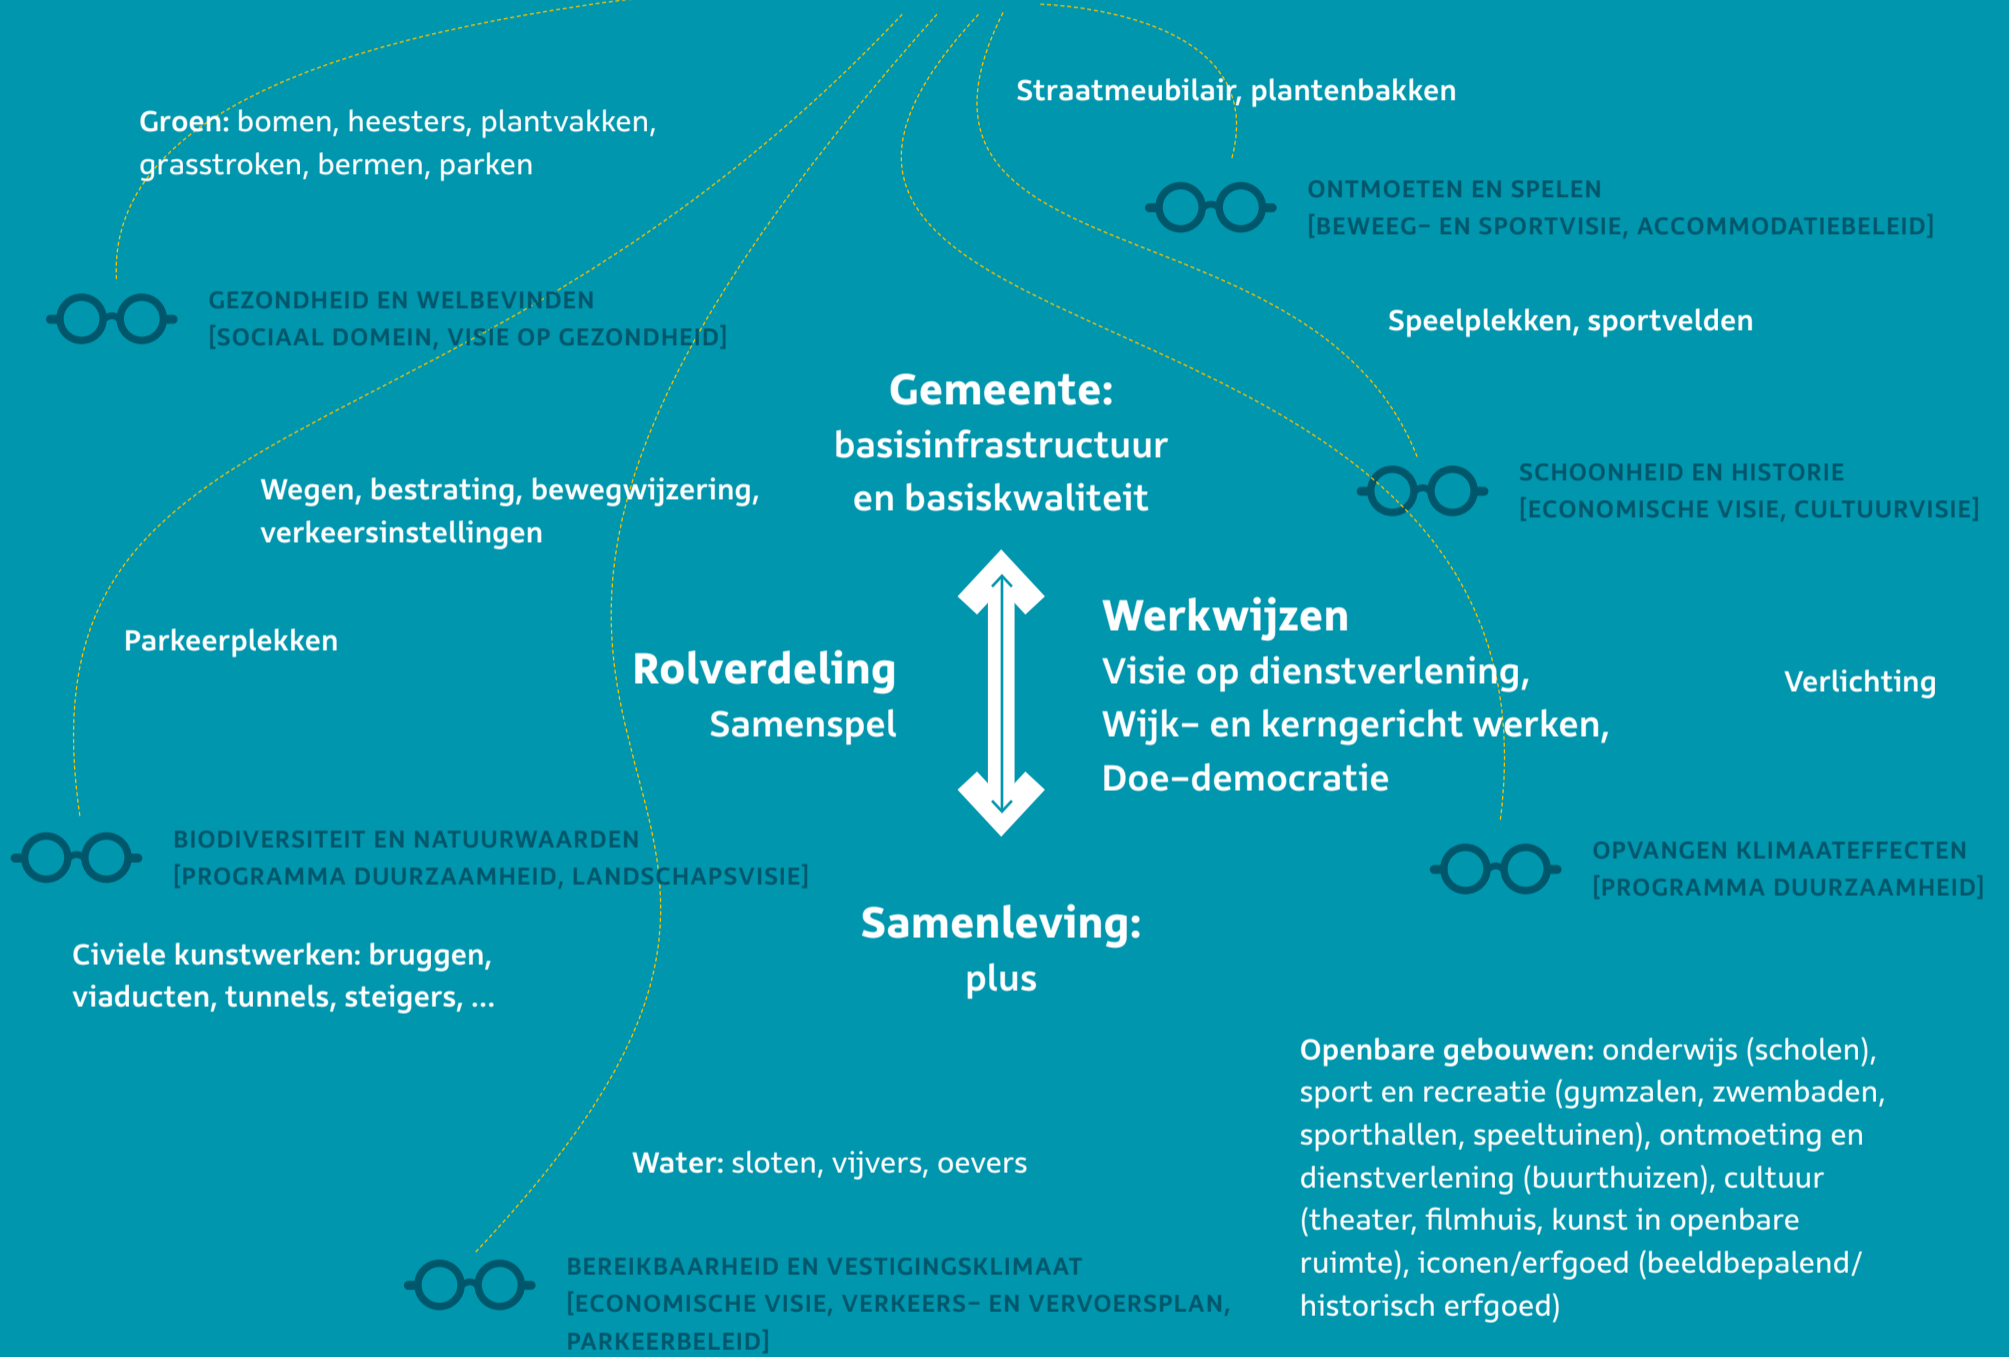 Straatmeubilair, plantenbakken
Groen: bomen, heesters, plantvakken,
grasstroken, bermen, parken
ONTMOETEN EN SPELEN
[BEWEEG- EN SPORTVISIE, ACCOMMODATIEBELEID]
GEZONDHEID EN WELBEVINDEN
[SOCIAAL DOMEIN, VISIE OP GEZONDHEID]
Speelplekken, sportvelden
Gemeente:
basisinfrastructuur
en basiskwaliteit
Wegen, bestrating, bewegwijzering,
verkeersinstellingen
SCHOONHEID EN HISTORIE
[ECONOMISCHE VISIE, CULTUURVISIE]
Parkeerplekken
Rolverdeling
Samenspel
Werkwijzen
Visie op dienstverlening,
Wijk- en kerngericht werken,
Doe-democratie
Verlichting
BIODIVERSITEIT EN NATUURWAARDEN
[PROGRAMMA DUURZAAMHEID, LANDSCHAPSVISIE]
OPVANGEN KLIMAATEFFECTEN
[PROGRAMMA DUURZAAMHEID]
Samenleving:
plus
Civiele kunstwerken: bruggen,
viaducten, tunnels, steigers, ...
Openbare gebouwen: onderwijs (scholen),
sport en recreatie (gymzalen, zwembaden,
sporthallen, speeltuinen), ontmoeting en
dienstverlening (buurthuizen), cultuur
(theater, filmhuis, kunst in openbare
ruimte), iconen/erfgoed (beeldbepalend/
historisch erfgoed)
Water: sloten, vijvers, oevers
BEREIKBAARHEID EN VESTIGINGSKLIMAAT
[ECONOMISCHE VISIE, VERKEERS- EN VERVOERSPLAN,
PARKEERBELEID]